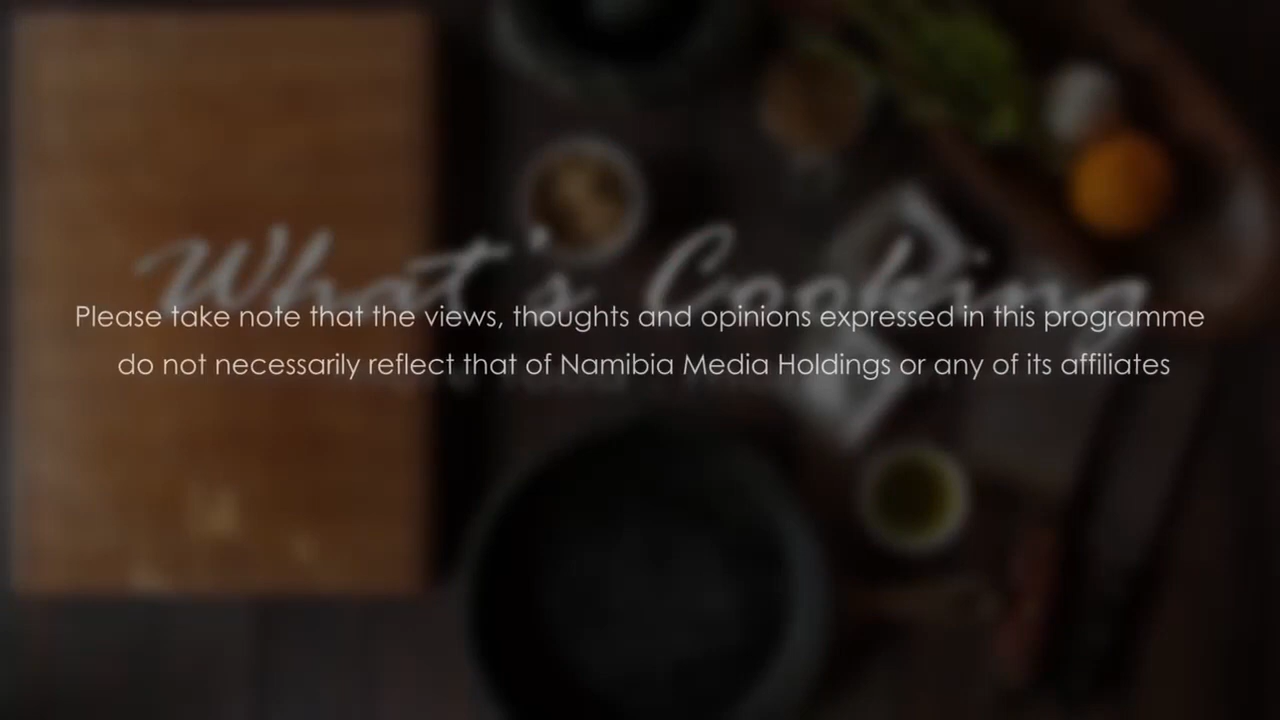 What's Cooking
Please take note that the views, thoughts and opinions expressed in this programme
do not necessarily reflect that of Namibia Media Holdings or any of its affiliates